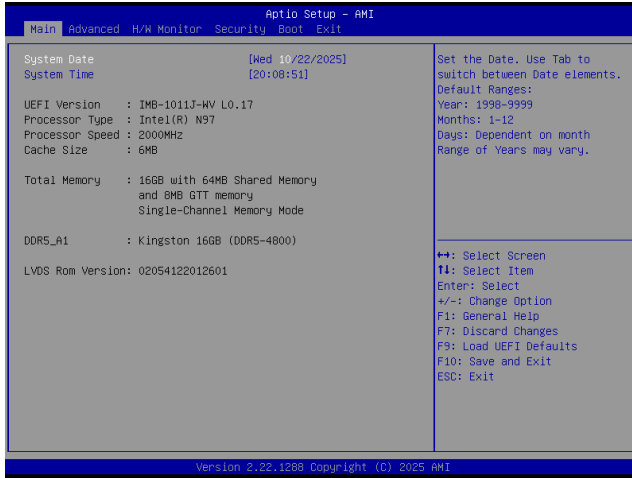 Aptio Setup – AMI
Main Advanced H/W Monitor Security Boot Exit
System Date [Wed 10/22/2025]
System Time [20:08:51]
UEFI Version : IMB-1011J-WV L0.17
Processor Type : Intel(R) N97
Processor Speed : 2000MHz
Cache Size : 6MB
Total Memory : 16GB with 64MB Shared Memory
and 8MB GTT memory
Single-Channel Memory Mode
DDR5_A1 : Kingston 16GB (DDR5-4800)
LVDS Rom Version: 02054122012601
Set the Date. Use Tab to
switch between Date elements.
Default Ranges:
Year: 1998-9999
Months: 1-12
Days: Dependent on month
Range of Years may vary.
↔: Select Screen
↑↓: Select Item
Enter: Select
+/-: Change Option
F1: General Help
F7: Discard Changes
F9: Load UEFI Defaults
F10: Save and Exit
ESC: Exit
Version 2.22.1288 Copyright (C) 2025 AMI